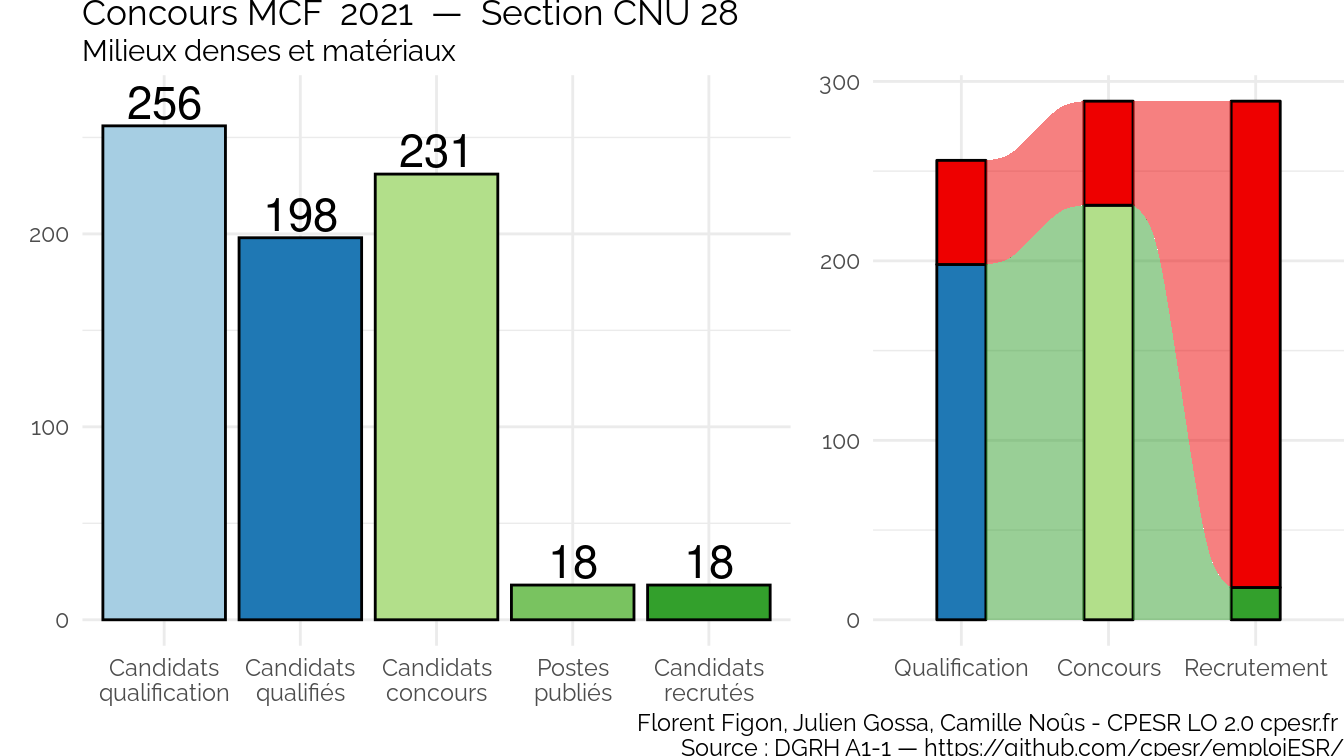 Concours MCF 2021 — Section CNU 28
Milieux denses et matériaux
256
198
231
18
18
200
100
0
Candidats qualification
Candidats qualifiés
Candidats concours
Postes publiés
Candidats recrutés
300
200
100
0
Qualification
Concours
Recrutement
Florent Figon, Julien Gossa, Camille Noûs - CPESR LO 2.0 cpesr.fr
Source : DGRH A1-1 — https://github.com/cpesr/emploiESR/